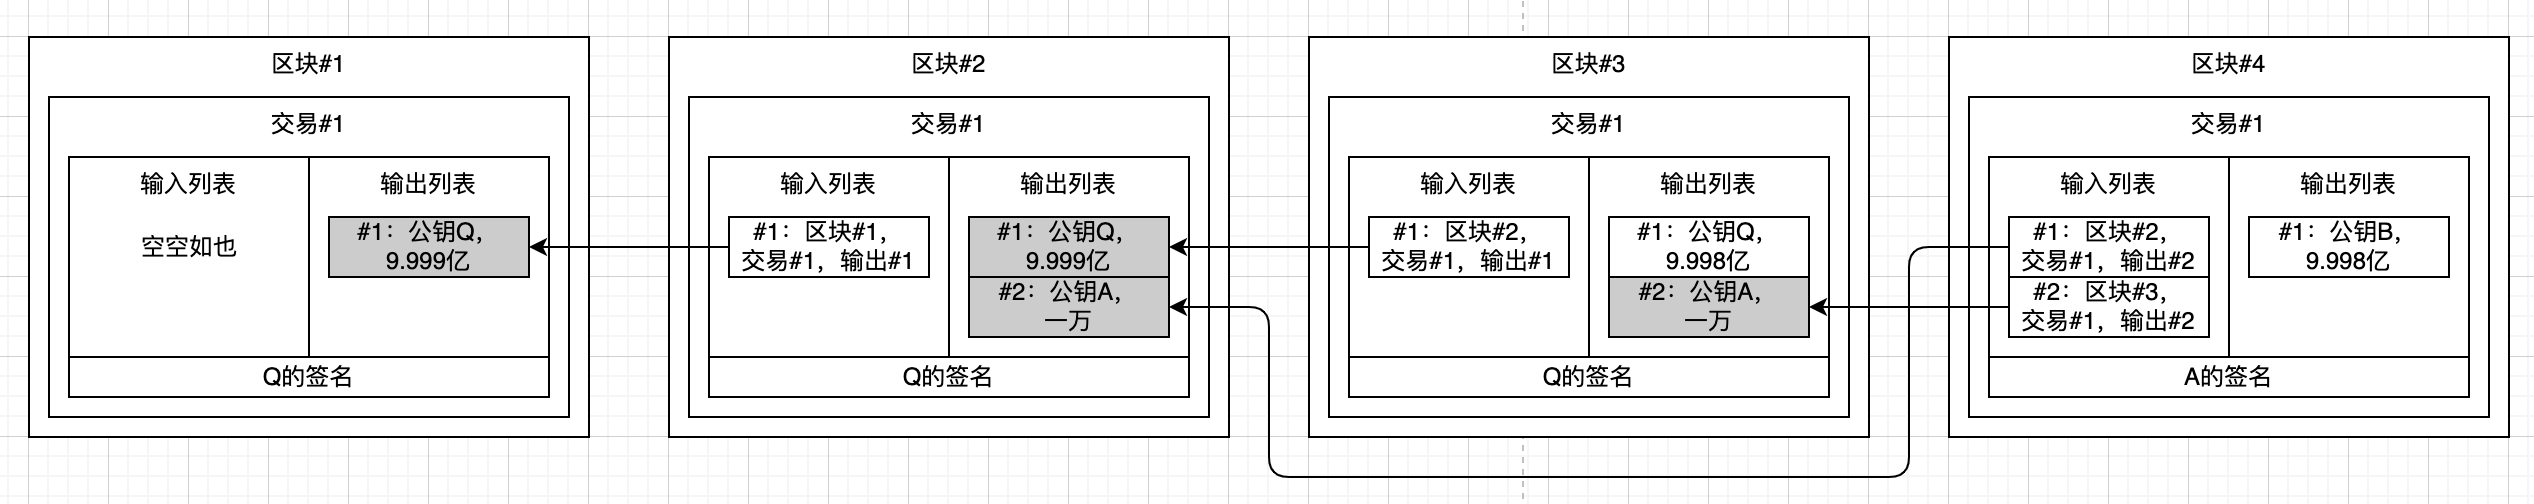 区块#1
交易#1
输入列表
输出列表
空空如也
#1：公钥Q，
9.999亿
Q的签名
区块#2
交易#1
输入列表
输出列表
#1：区块#1，
交易#1，输出#1
#1：公钥Q，
9.999亿
#2：公钥A，
一万
Q的签名
区块#3
交易#1
输入列表
输出列表
#1：区块#2，
交易#1，输出#1
#1：公钥Q，
9.998亿
#2：公钥A，
一万
Q的签名
区块#4
交易#1
输入列表
输出列表
#1：区块#2，
交易#1，输出#2
#2：区块#3，
交易#1，输出#2
#1：公钥B，
9.998亿
A的签名